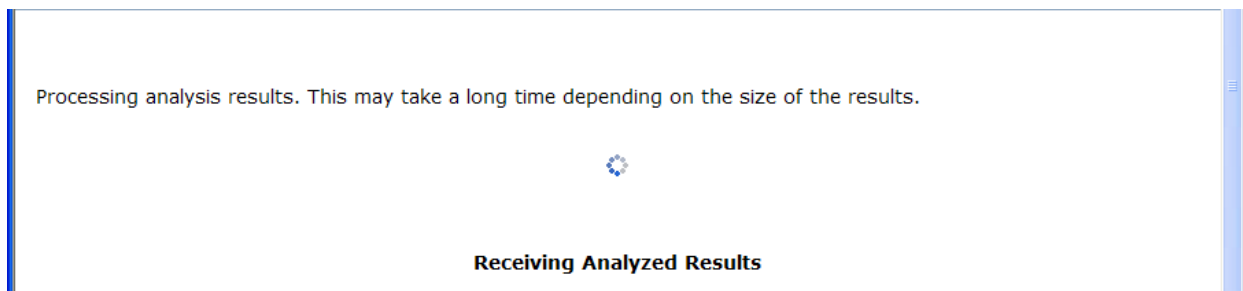 Processing analysis results. This may take a long time depending on the size of the results.
Receiving Analyzed Results